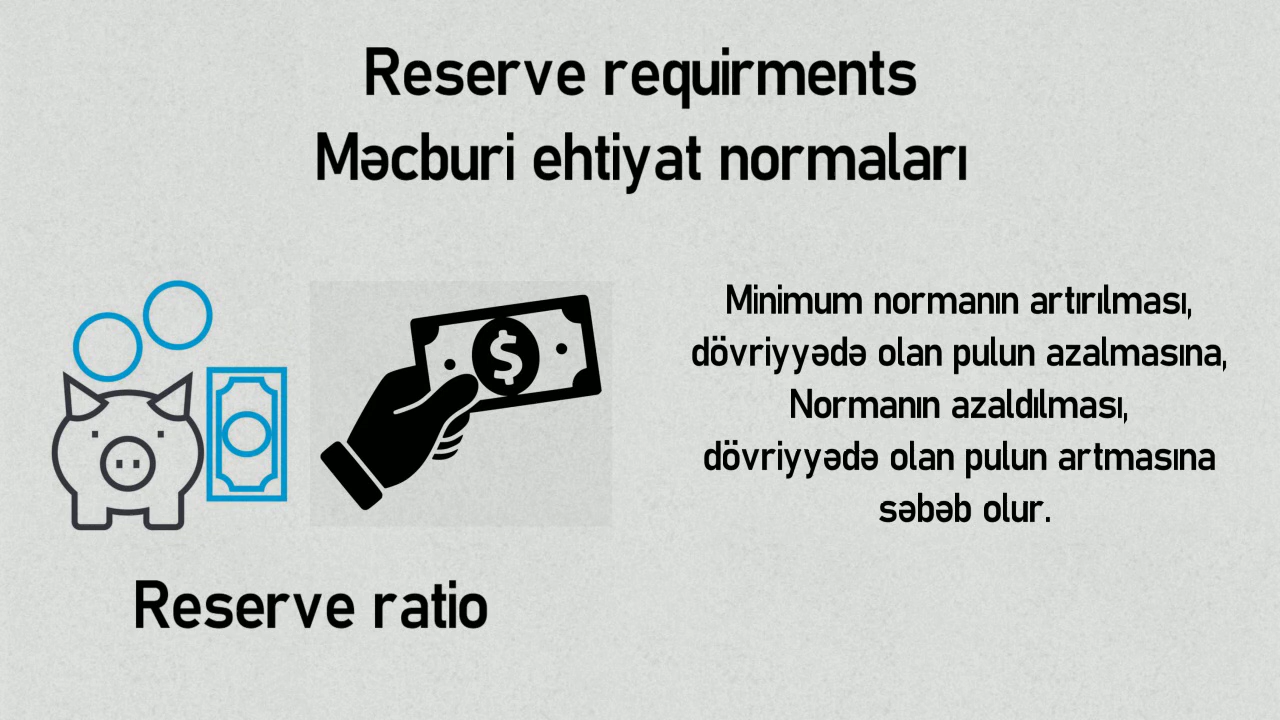 Reserve requirments
Məcburi ehtiyat normaları
Minimum normanın artırılması,
dövriyyədə olan pulun azalmasına,
Normanın azaldılması,
dövriyyədə olan pulun artmasına
səbəb olur.
$
Reserve ratio